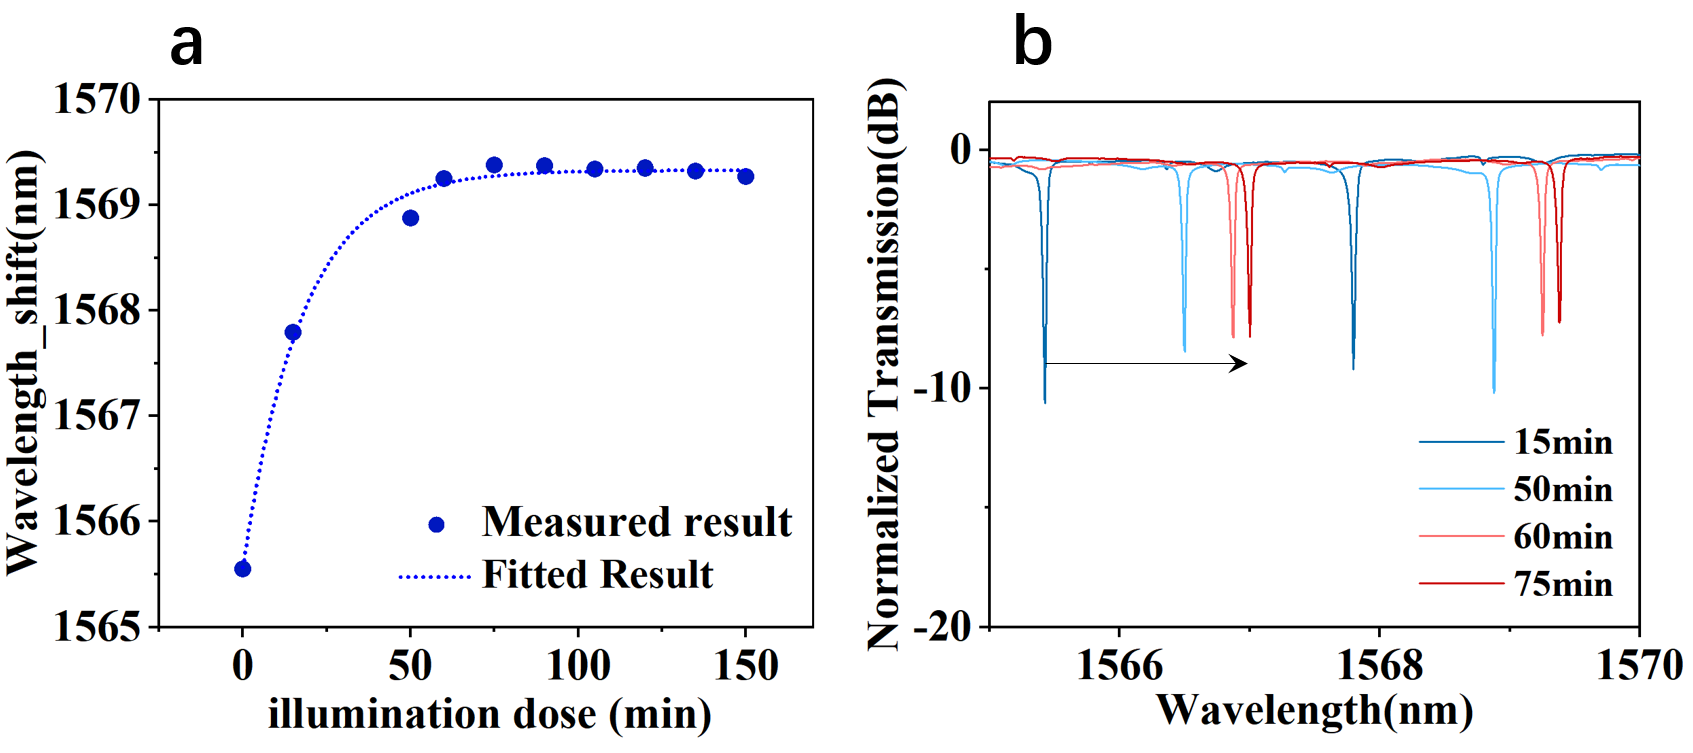 a
1570
1569
1568
1567
1566
1565
Wavelength_shift(nm)
Measured result
Fitted Result
0 50 100 150
illumination dose (min)
b
0
-10
-20
Normalized Transmission(dB)
15min
50min
60min
75min
1566 1568 1570
Wavelength(nm)